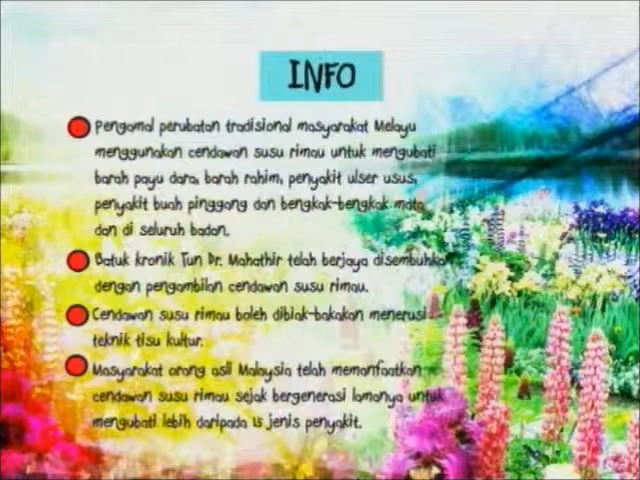 INFO
Pengamal perubatan tradisional masyarakat Melayu
menggunakan cendawan susu rimau untuk mengubati
barah payu dara, barah rahim, penyakit ulser usus,
penyakit buah pinggang dan bengkak-bengkak mata
dan di seluruh badan.
Batuk kronik Tun Dr. Mahathir telah berjaya disembuhkan
dengan pengambilan cendawan susu rimau.
Cendawan susu rimau boleh dibiak-bakakan menerusi
teknik tisu kultur.
Masyarakat orang asli Malaysia telah memanfaatkan
cendawan susu rimau sejak bergenerasi lamanya untuk
mengubati lebih daripada 15 jenis penyakit.